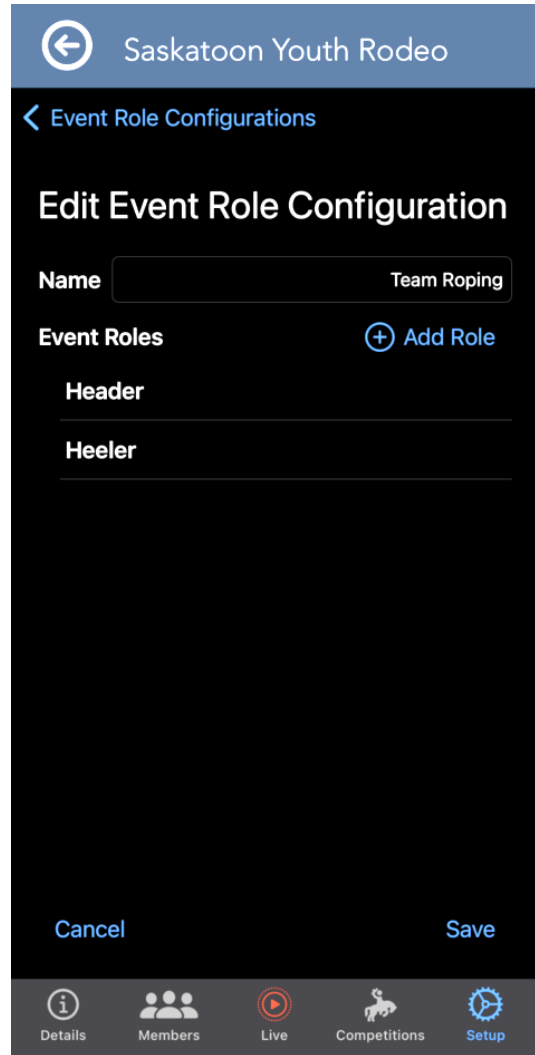 Saskatoon Youth Rodeo
Event Role Configurations
Edit Event Role Configuration
Name Team Roping
Event Roles Add Role
Header
Heeler
Cancel Save
Details Members Live Competitions Setup